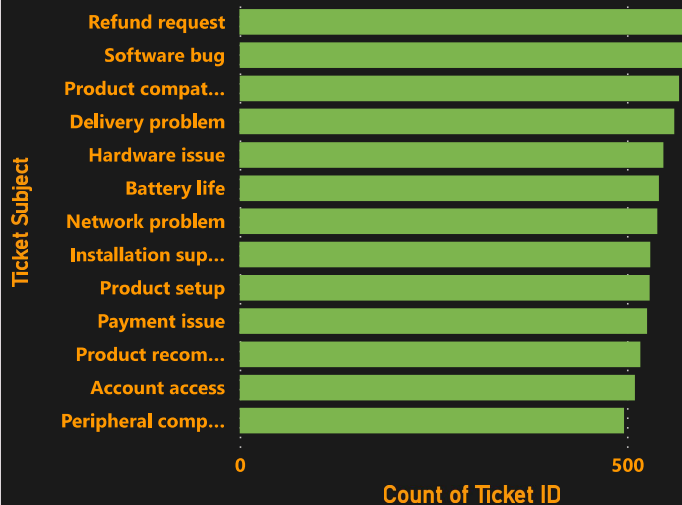 Refund request
Software bug
Product compat...
Delivery problem
Hardware issue
Battery life
Network problem
Installation sup...
Product setup
Payment issue
Product recom...
Account access
Peripheral comp...
Ticket Subject
0
500
Count of Ticket ID